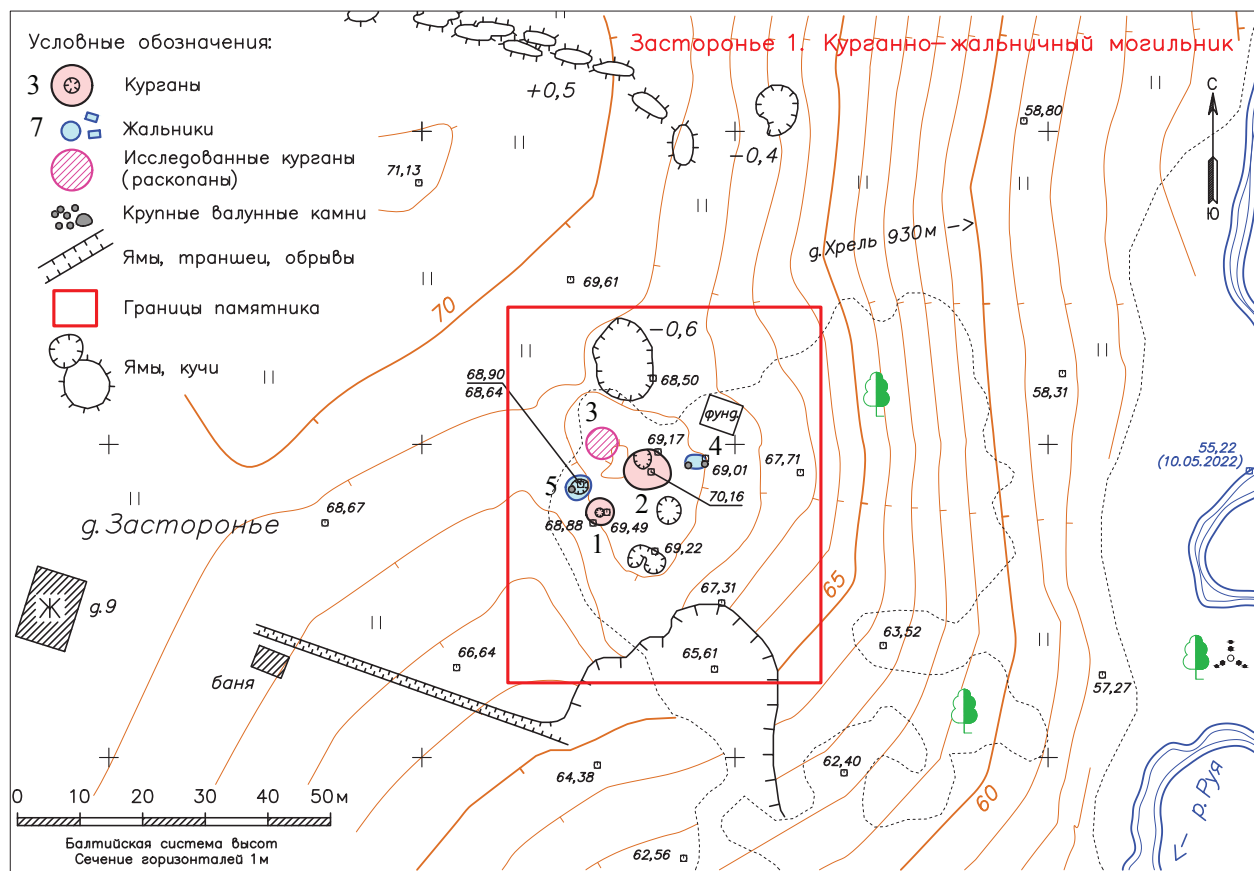 Условные обозначения:
Засторонье 1. Курганно–жальничный могильник
3 Курганы
7 Жальники
Исследованные курганы
(раскопаны)
Крупные валунные камни
Ямы, траншеи, обрывы
Границы памятника
Ямы, кучи
+0,5
–0,4
С
Ю
58,80
71,13
д.Хрель 930м
69,61
70
–0,6
68,90
68,64
68,50
58,31
3
фунд.
69,17
4
69,01
67,71
55,22
(10.05.2022)
5
2
70,16
68,67
д.Засторонье
68,88
69,49
1
69,22
65
67,31
Ж
д.9
63,52
66,64
65,61
баня
57,27
64,38
62,40
60
р.Руя
0 10 20 30 40 50м
Балтийская система высот
Сечение горизонталей 1м
62,56